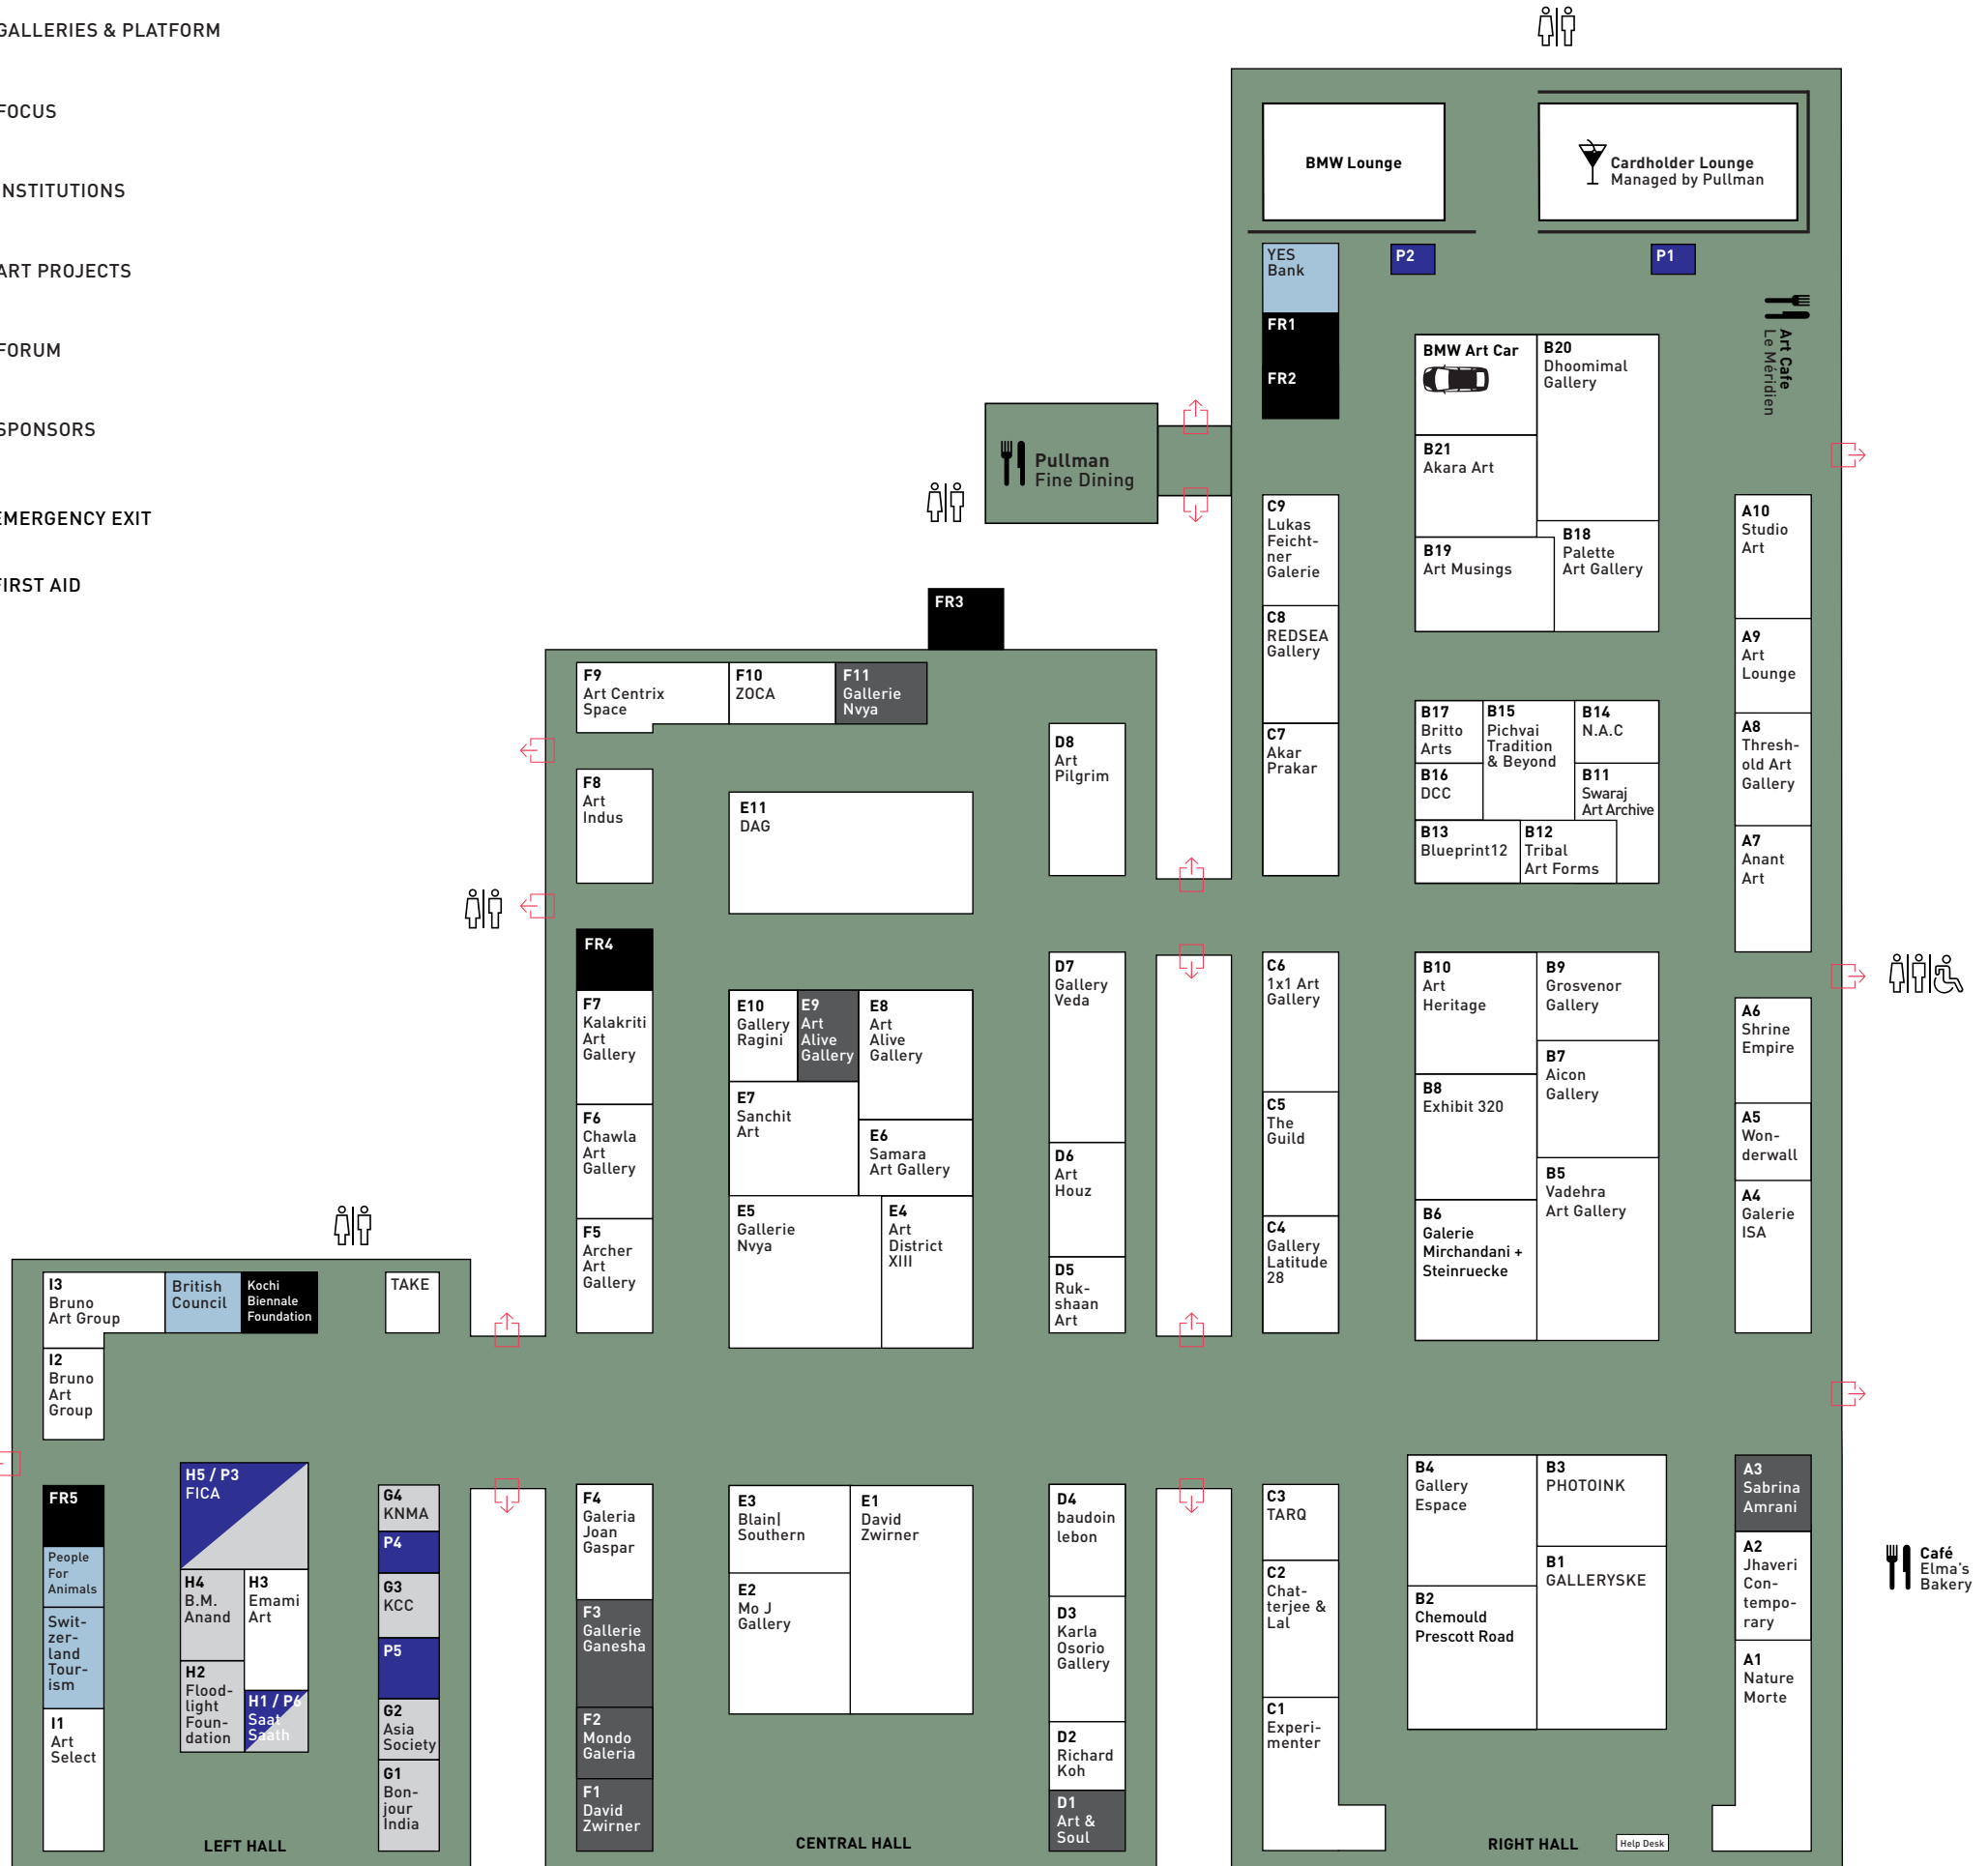 GALLERIES & PLATFORM
FOCUS
INSTITUTIONS
ART PROJECTS
FORUM
SPONSORS
EMERGENCY EXIT
FIRST AID
BMW Lounge
Cardholder Lounge
Managed by Pullman
YES
Bank
P2
P1
FR1
FR2
Art Cafe
Le Méridien
BMW Art Car
B20
Dhoomimal
Gallery
B21
Akara Art
B19
Art Musings
B18
Palette
Art Gallery
Pullman
Fine Dining
C9
Lukas
Feicht-
ner
Galerie
C8
REDSEA
Gallery
C7
Akar
Prakar
A10
Studio
Art
A9
Art
Lounge
A8
Thresh-
old Art
Gallery
A7
Anant
Art
B17
Britto
Arts
B15
Pichvai
Tradition
& Beyond
B14
N.A.C
B16
DCC
B11
Swaraj
Art Archive
B13
Blueprint12
B12
Tribal
Art Forms
FR3
F9
Art Centrix
Space
F10
ZOCA
F11
Gallerie
Nvya
F8
Art
Indus
E11
DAG
D8
Art
Pilgrim
FR4
F7
Kalakriti
Art
Gallery
F6
Chawla
Art
Gallery
F5
Archer
Art
Gallery
E10
Gallery
Ragini
E9
Art
Alive
Gallery
E8
Art
Alive
Gallery
E7
Sanchit
Art
E6
Samara
Art Gallery
E5
Gallerie
Nvya
E4
Art
District
XIII
D7
Gallery
Veda
D6
Art
Houz
D5
Ruk-
shaan
Art
C6
1x1 Art
Gallery
C5
The
Guild
C4
Gallery
Latitude
28
B10
Art
Heritage
B9
Grosvenor
Gallery
B8
Exhibit 320
B7
Aicon
Gallery
B6
Galerie
Mirchandani +
Steinruecke
B5
Vadehra
Art Gallery
A6
Shrine
Empire
A5
Won-
derwall
A4
Galerie
ISA
I3
Bruno
Art Group
British
Council
Kochi
Biennale
Foundation
TAKE
I2
Bruno
Art
Group
FR5
People
For
Animals
Swit-
zer-
land
Tour-
ism
I1
Art
Select
H5 / P3
FICA
H4
B.M.
Anand
H3
Emami
Art
H2
Flood-
light
Foun-
dation
H1 / P6
Saat
Saath
G4
KNMA
P4
G3
KCC
P5
G2
Asia
Society
G1
Bon-
jour
India
LEFT HALL
F4
Galeria
Joan
Gaspar
F3
Gallerie
Ganesha
F2
Mondo
Galeria
F1
David
Zwirner
E3
Blain|
Southern
E1
David
Zwirner
E2
Mo J
Gallery
D4
baudoin
lebon
D3
Karla
Osorio
Gallery
D2
Richard
Koh
D1
Art &
Soul
CENTRAL HALL
C3
TARQ
C2
Chat-
terjee &
Lal
C1
Experi-
menter
B4
Gallery
Espace
B3
PHOTOINK
B2
Chemould
Prescott Road
B1
GALLERYSKE
A3
Sabrina
Amrani
A2
Jhaveri
Con-
tempo-
rary
A1
Nature
Morte
Café
Elma's
Bakery
RIGHT HALL
Help Desk